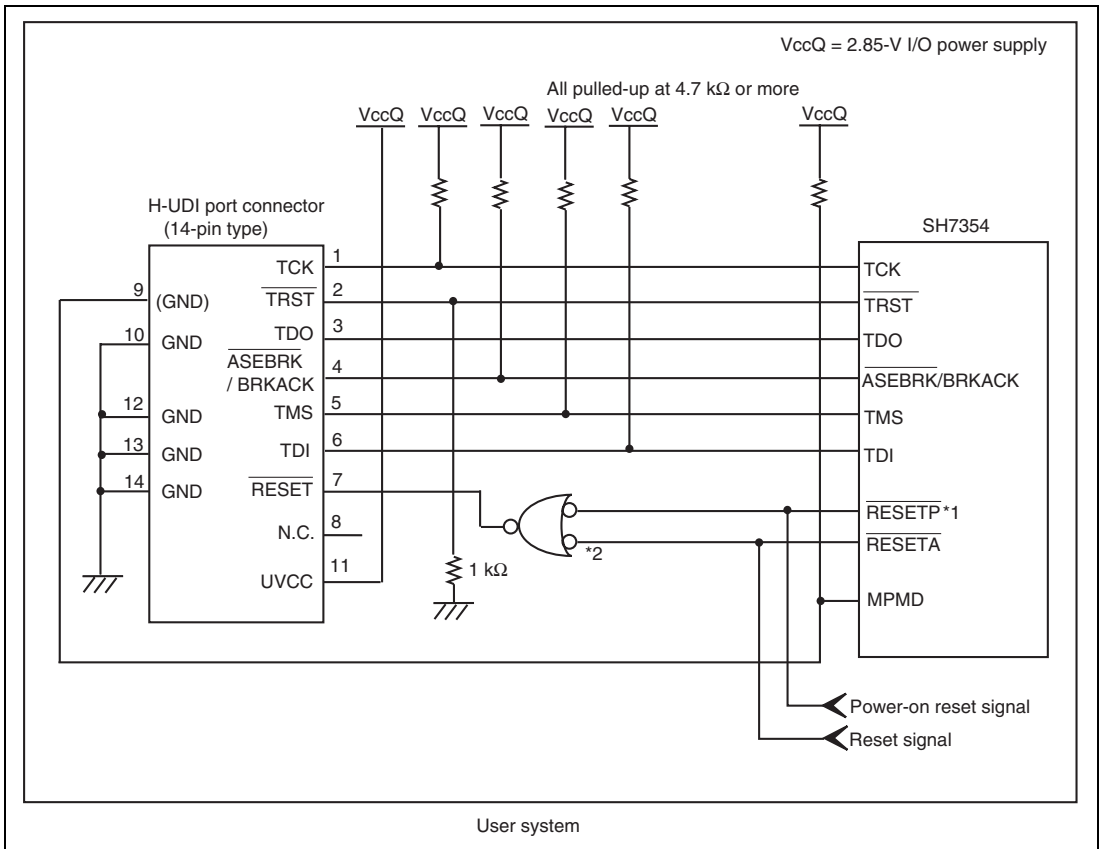 VccQ = 2.85-V I/O power supply
All pulled-up at 4.7 kΩ or more
VccQ VccQ VccQ VccQ VccQ VccQ
H-UDI port connector
(14-pin type)
SH7354
TCK 1 TCK
9 (GND) TRST 2 TRST
10 GND TDO 3 TDO
ASEBRK
/ BRKACK 4 ASEBRK/BRKACK
12 GND TMS 5 TMS
13 GND TDI 6 TDI
14 GND RESET 7 RESETP*1
N.C. 8 *2 RESETA
UVCC 11 1 kΩ
MPMD
Power-on reset signal
Reset signal
User system